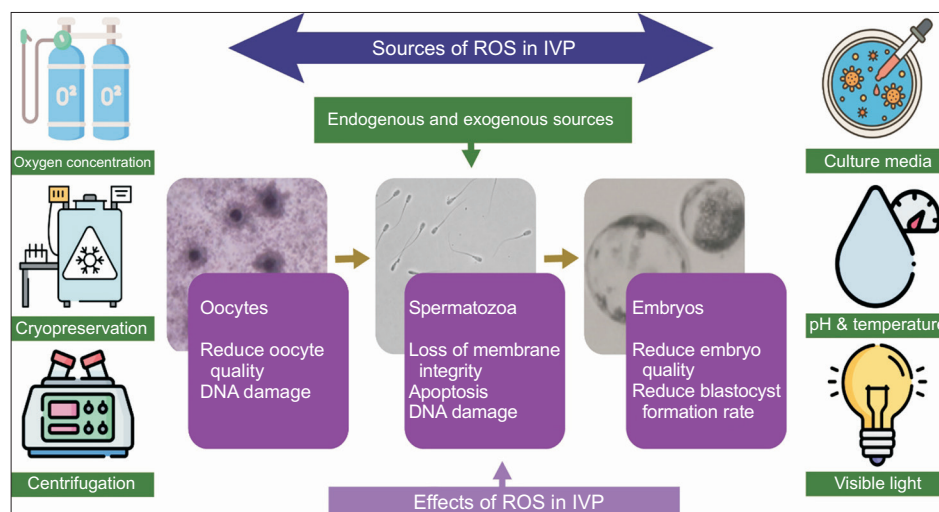 Sources of ROS in IVP
O²
O²
Endogenous and exogenous sources
Oxygen concentration
Culture media
Cryopreservation
pH & temperature
Centrifugation
Visible light
Oocytes
Reduce oocyte
quality
DNA damage
Spermatozoa
Loss of membrane
integrity
Apoptosis
DNA damage
Embryos
Reduce embryo
quality
Reduce blastocyst
formation rate
Effects of ROS in IVP